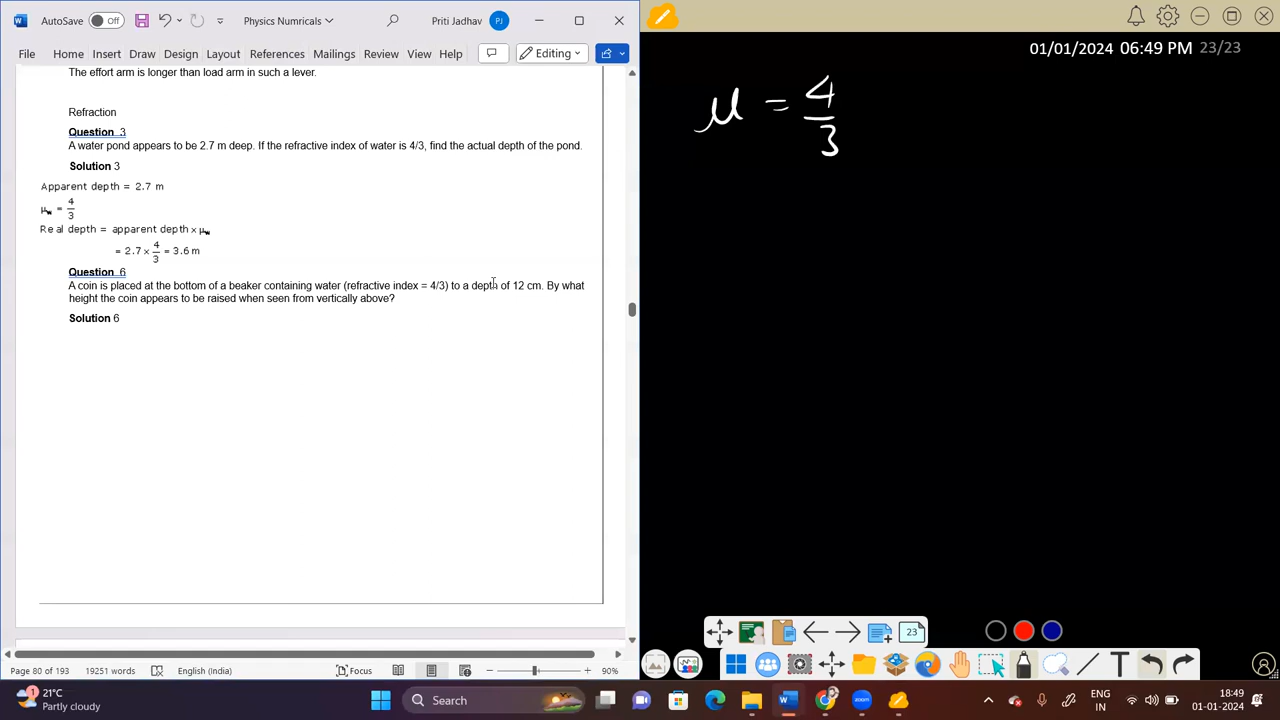 AutoSave Off Physics Numricals Priti Jadhav PJ
File Home Insert Draw Design Layout References Mailings Review View Help Editing
The effort arm is longer than load arm in such a lever.
Refraction
Question 3
A water pond appears to be 2.7 m deep. If the refractive index of water is 4/3, find the actual depth of the pond.
Solution 3
Apparent depth = 2.7 m
μw = 4/3
Real depth = apparent depth × μw
= 2.7 × 4/3 = 3.6 m
Question 6
A coin is placed at the bottom of a beaker containing water (refractive index = 4/3) to a depth of 12 cm. By what
height the coin appears to be raised when seen from vertically above?
Solution 6
Page of 193 1925 words English (India) Focus 90%
01/01/2024 06:49 PM 23/23
μ = 4/3
23
T
1
21°C
Partly cloudy
Search
ENG
IN
18:49
01-01-2024